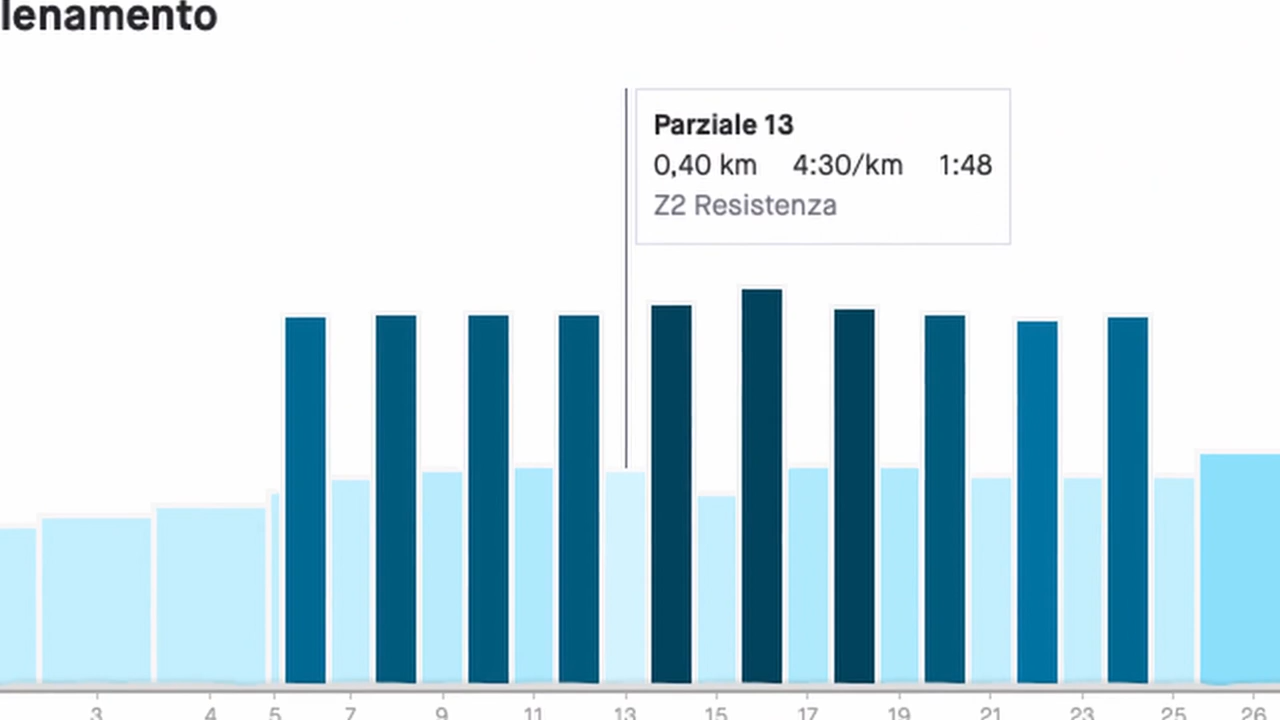 lenamento
Parziale 13
0,40 km 4:30/km 1:48
Z2 Resistenza
3 4 5 7 9 11 13 15 17 19 21 23 25 26